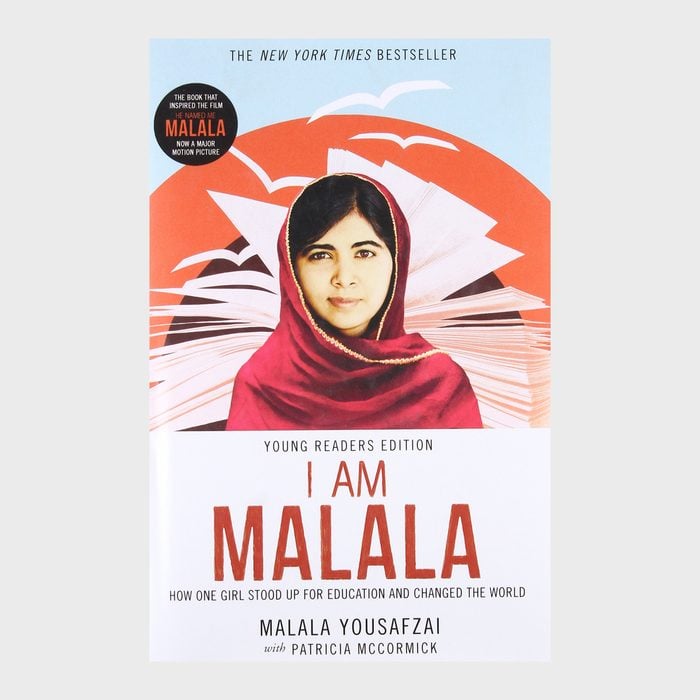 THE NEW YORK TIMES BESTSELLER
THE BOOK THAT
INSPIRED THE FILM
HE NAMED ME
MALALA
NOW A MAJOR
MOTION PICTURE
YOUNG READERS EDITION
I AM
MALALA
HOW ONE GIRL STOOD UP FOR EDUCATION AND CHANGED THE WORLD
MALALA YOUSAFZAI
with PATRICIA MCCORMICK